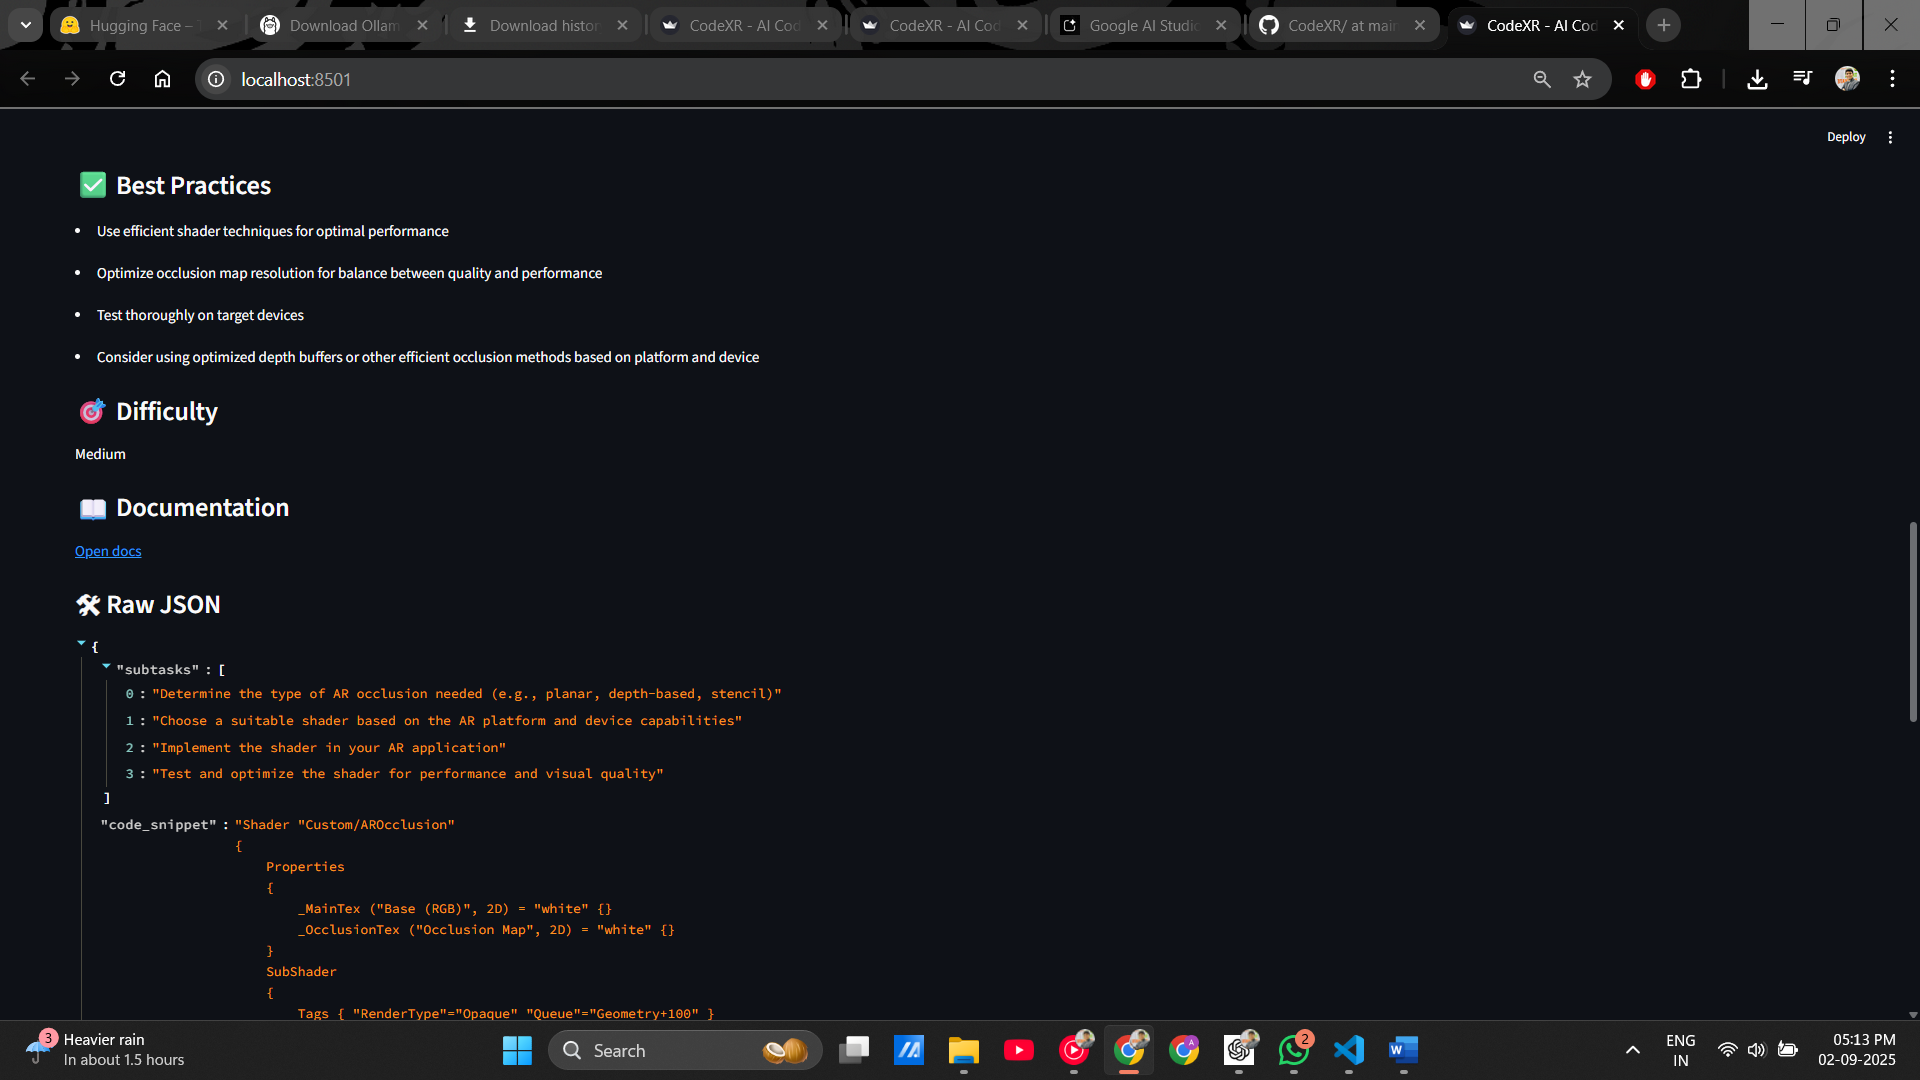 Hugging Face – T
Download Ollam
Download histor
CodeXR - AI Cod
CodeXR - AI Cod
Google AI Studio
CodeXR/ at main
CodeXR - AI Cod
localhost:8501
Deploy
✅ Best Practices
• Use efficient shader techniques for optimal performance
• Optimize occlusion map resolution for balance between quality and performance
• Test thoroughly on target devices
• Consider using optimized depth buffers or other efficient occlusion methods based on platform and device
🎯 Difficulty
Medium
📖 Documentation
Open docs
🛠 Raw JSON
{
"subtasks" : [
0 : "Determine the type of AR occlusion needed (e.g., planar, depth-based, stencil)"
1 : "Choose a suitable shader based on the AR platform and device capabilities"
2 : "Implement the shader in your AR application"
3 : "Test and optimize the shader for performance and visual quality"
]
"code_snippet" : "Shader "Custom/AROcclusion"
{
Properties
{
_MainTex ("Base (RGB)", 2D) = "white" {}
_OcclusionTex ("Occlusion Map", 2D) = "white" {}
}
SubShader
{
Tags { "RenderType"="Opaque" "Queue"="Geometry+100" }
3
Heavier rain
In about 1.5 hours
Search
A
2
W
ENG
IN
05:13 PM
02-09-2025